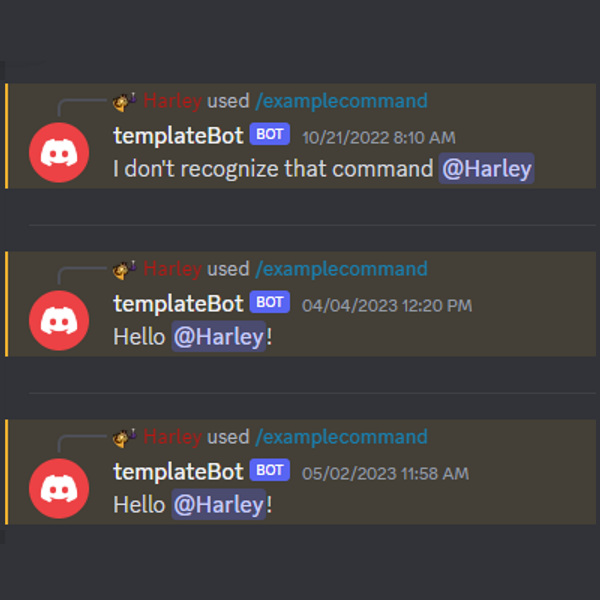 Harley used /examplecommand
templateBot BOT 10/21/2022 8:10 AM
I don't recognize that command @Harley
Harley used /examplecommand
templateBot BOT 04/04/2023 12:20 PM
Hello @Harley!
Harley used /examplecommand
templateBot BOT 05/02/2023 11:58 AM
Hello @Harley!